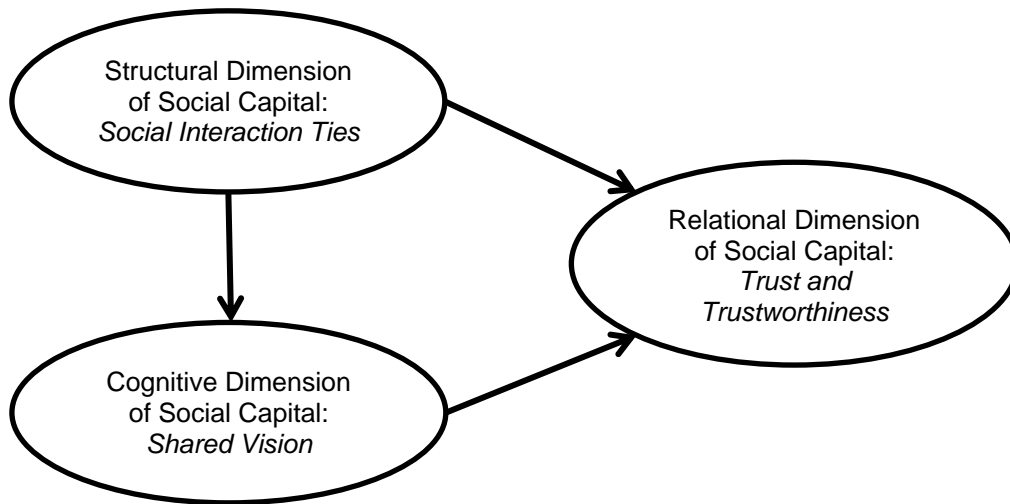 Structural Dimension
of Social Capital:
Social Interaction Ties
Relational Dimension
of Social Capital:
Trust and
Trustworthiness
Cognitive Dimension
of Social Capital:
Shared Vision